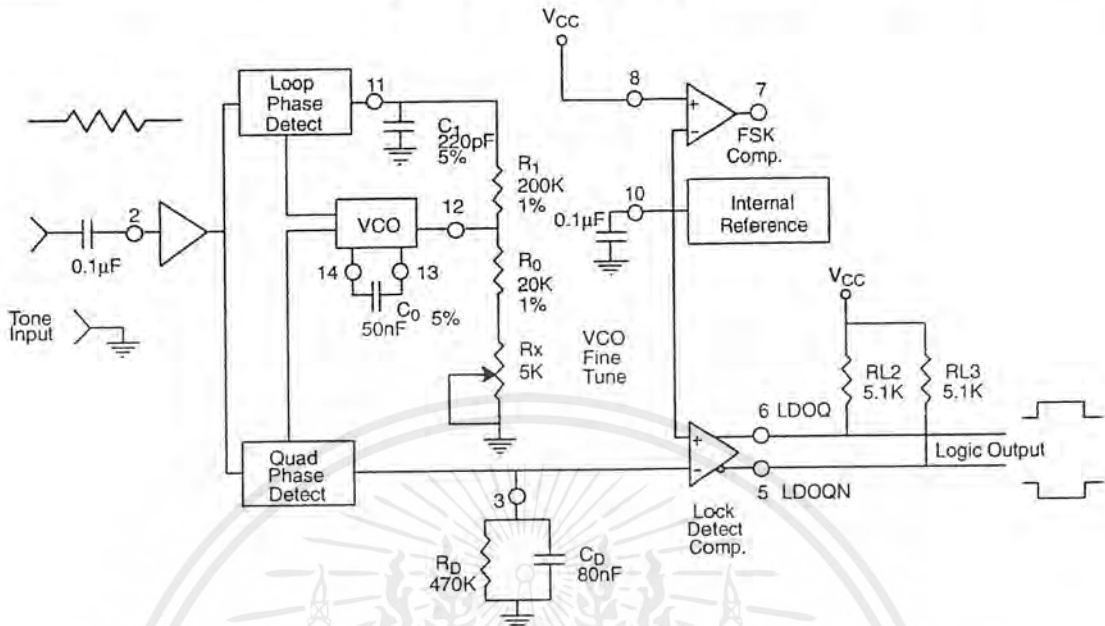 Loop
Phase
Detect
11
C1
220pF
5%
R1
200K
1%
2
0.1µF
VCO
12
14
13
C0 5%
50nF
R0
20K
1%
Tone
Input
Rx
5K
VCO
Fine
Tune
Quad
Phase
Detect
3
RD
470K
CD
80nF
VCC
8
+
−
7
FSK
Comp.
10
0.1µF
Internal
Reference
VCC
RL2
5.1K
RL3
5.1K
6 LDOQ
+
−
Logic Output
5 LDOQN
Lock
Detect
Comp.